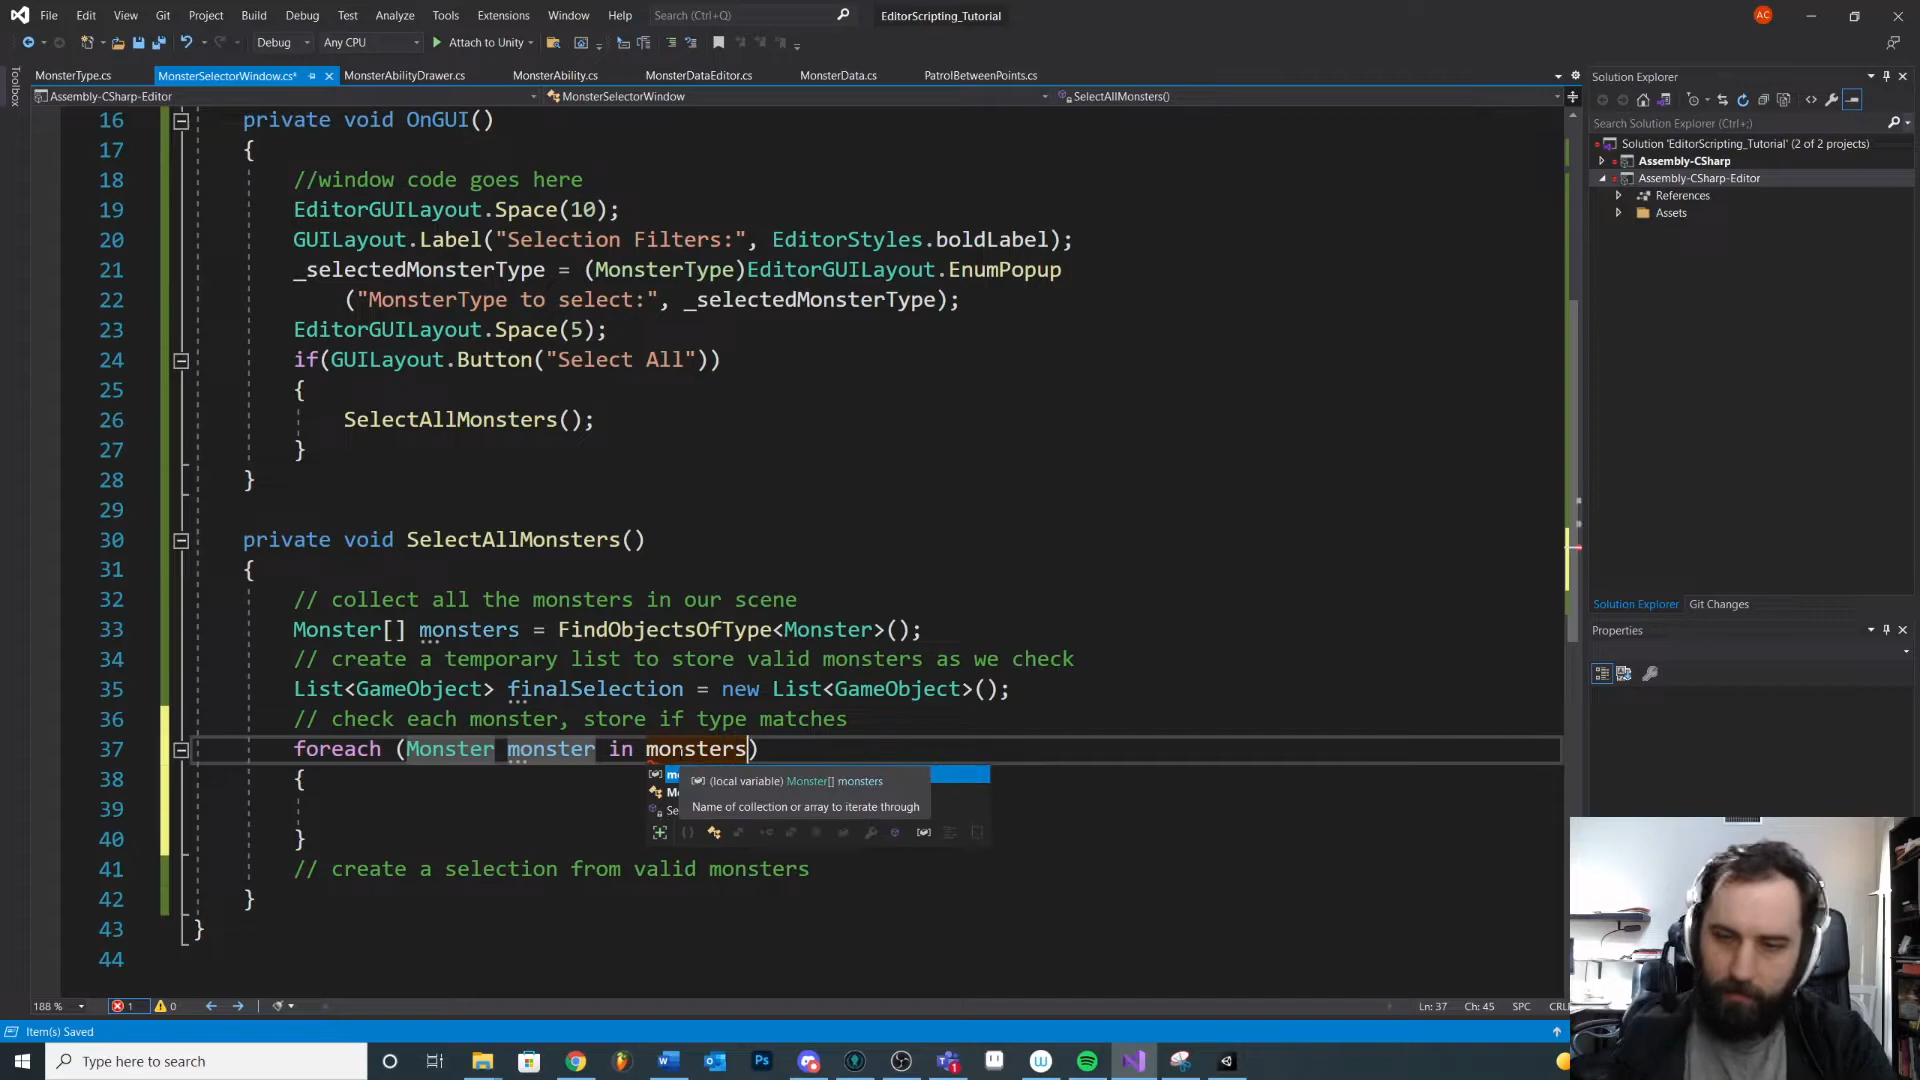 File Edit View Git Project Build Debug Test Analyze Tools Extensions Window Help Search (Ctrl+Q) EditorScripting_Tutorial AC
Debug Any CPU Attach to Unity
MonsterType.cs MonsterSelectorWindow.cs* MonsterAbilityDrawer.cs MonsterAbility.cs MonsterDataEditor.cs MonsterData.cs PatrolBetweenPoints.cs
Assembly-CSharp-Editor MonsterSelectorWindow SelectAllMonsters()
Toolbox
16 private void OnGUI()
17 {
18 //window code goes here
19 EditorGUILayout.Space(10);
20 GUILayout.Label("Selection Filters:", EditorStyles.boldLabel);
21 _selectedMonsterType = (MonsterType)EditorGUILayout.EnumPopup
22 ("MonsterType to select:", _selectedMonsterType);
23 EditorGUILayout.Space(5);
24 if(GUILayout.Button("Select All"))
25 {
26 SelectAllMonsters();
27 }
28 }
29
30 private void SelectAllMonsters()
31 {
32 // collect all the monsters in our scene
33 Monster[] monsters = FindObjectsOfType<Monster>();
34 // create a temporary list to store valid monsters as we check
35 List<GameObject> finalSelection = new List<GameObject>();
36 // check each monster, store if type matches
37 foreach (Monster monster in monsters)
38 {
(local variable) Monster[] monsters
Name of collection or array to iterate through
39
40 }
41 // create a selection from valid monsters
42 }
43 }
44
188 % 1 0 Ln: 37 Ch: 45 SPC
Item(s) Saved
Solution Explorer
Search Solution Explorer (Ctrl+;)
Solution 'EditorScripting_Tutorial' (2 of 2 projects)
Assembly-CSharp
Assembly-CSharp-Editor
References
Assets
Solution Explorer Git Changes
Properties
Type here to search